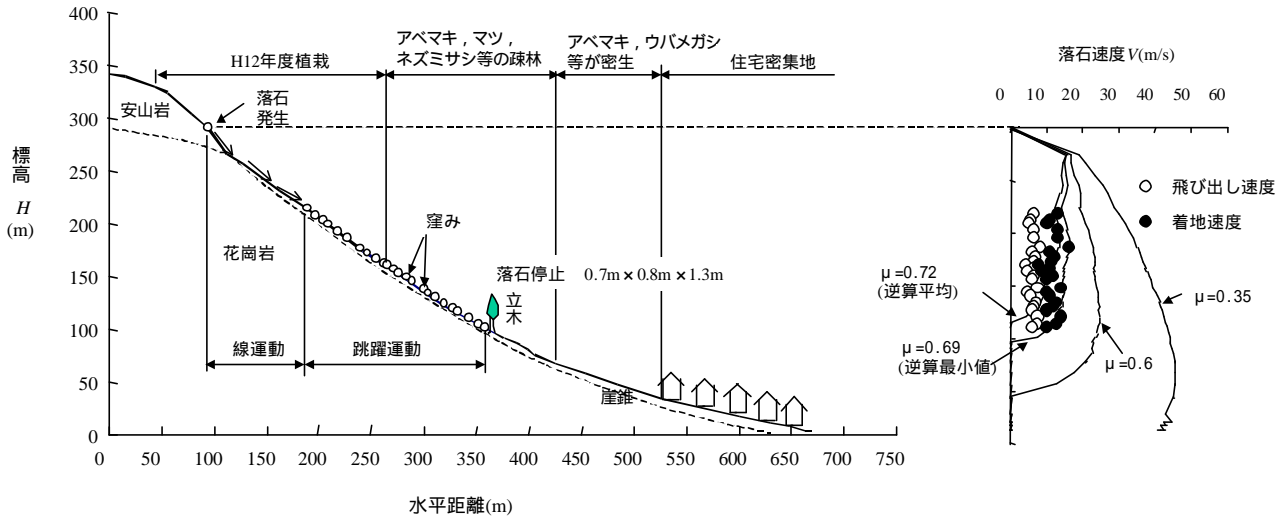 400
350
300
250
200
150
100
50
0
標高
H
(m)
0 50 100 150 200 250 300 350 400 450 500 550 600 650 700 750
水平距離(m)
H12年度植栽
アベマキ，マツ，
ネズミサシ等の疎林
アベマキ，ウバメガシ
等が密生
住宅密集地
安山岩
落石
発生
花崗岩
窪み
落石停止 0.7m×0.8m×1.3m
立
木
線運動
跳躍運動
崖錐
落石速度V(m/s)
0 10 20 30 40 50 60
飛び出し速度
着地速度
μ=0.72
(逆算平均)
μ=0.35
μ=0.69
(逆算最小値)
μ=0.6